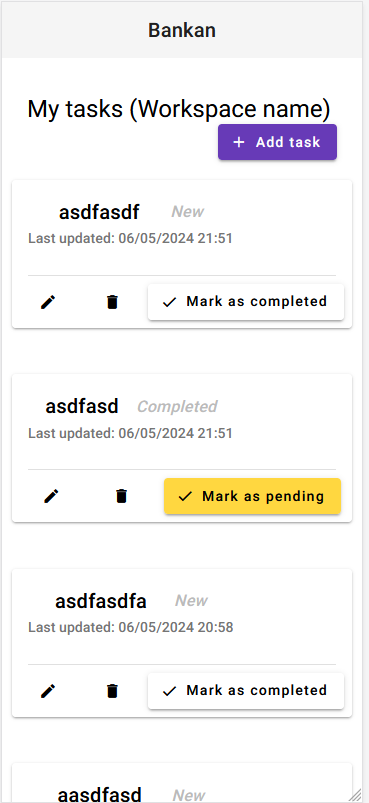 Bankan
My tasks (Workspace name)
Add task
asdfasdf New
Last updated: 06/05/2024 21:51
Mark as completed
asdfasd Completed
Last updated: 06/05/2024 21:51
Mark as pending
asdfasdfa New
Last updated: 06/05/2024 20:58
Mark as completed
aasdfasd New